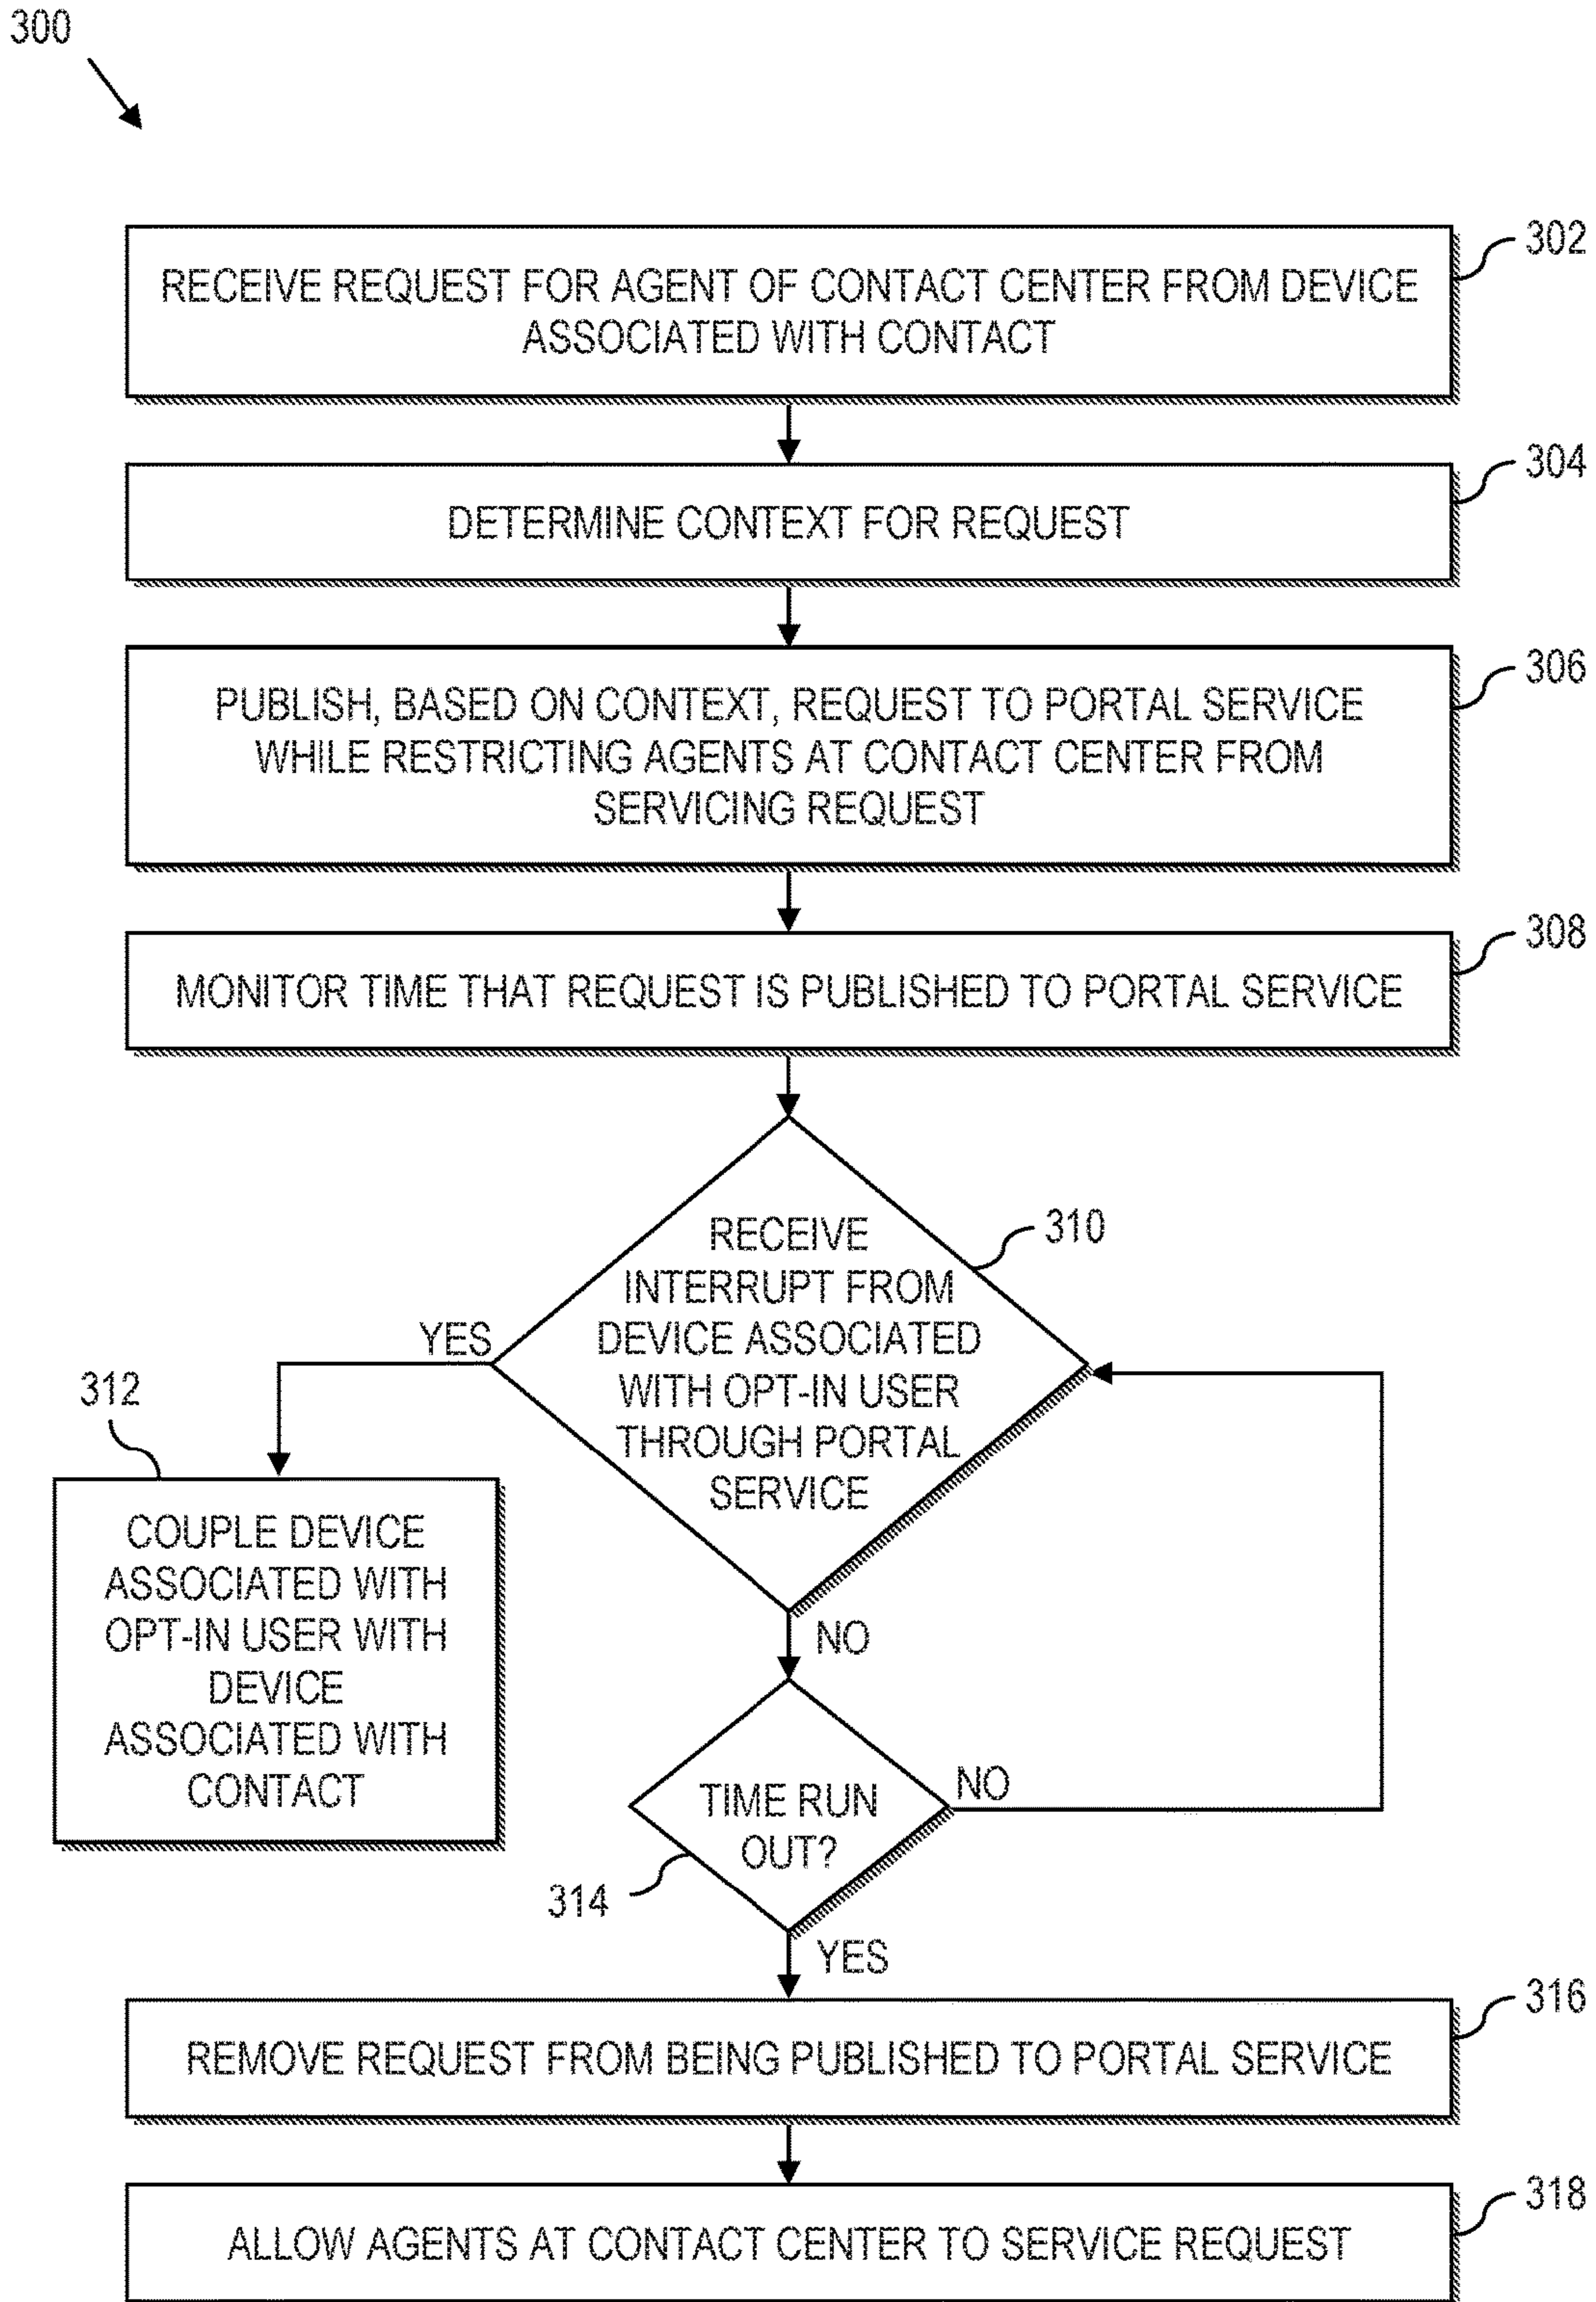 300
302
RECEIVE REQUEST FOR AGENT OF CONTACT CENTER FROM DEVICE
ASSOCIATED WITH CONTACT
304
DETERMINE CONTEXT FOR REQUEST
306
PUBLISH, BASED ON CONTEXT, REQUEST TO PORTAL SERVICE
WHILE RESTRICTING AGENTS AT CONTACT CENTER FROM
SERVICING REQUEST
308
MONITOR TIME THAT REQUEST IS PUBLISHED TO PORTAL SERVICE
310
RECEIVE
INTERRUPT FROM
DEVICE ASSOCIATED
WITH OPT-IN USER
THROUGH PORTAL
SERVICE
YES
312
COUPLE DEVICE
ASSOCIATED WITH
OPT-IN USER WITH
DEVICE
ASSOCIATED WITH
CONTACT
NO
TIME RUN
OUT?
NO
314
YES
316
REMOVE REQUEST FROM BEING PUBLISHED TO PORTAL SERVICE
318
ALLOW AGENTS AT CONTACT CENTER TO SERVICE REQUEST